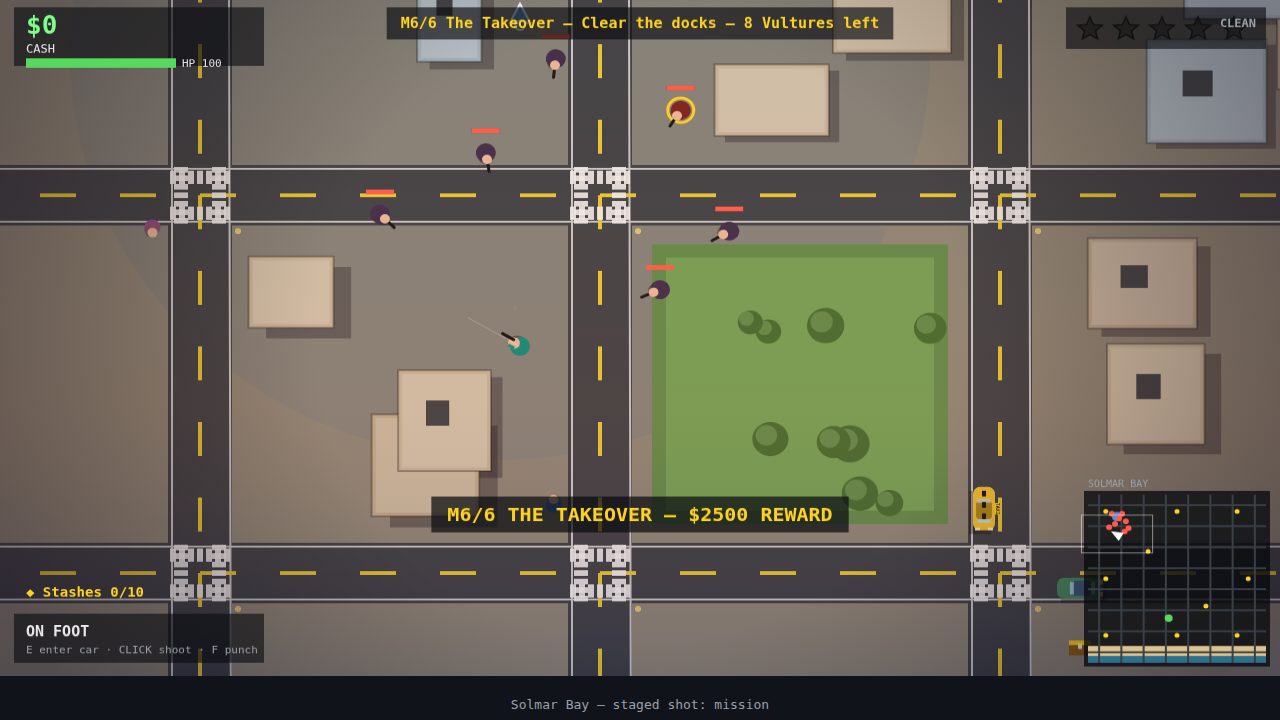 $0
CASH
HP 100
M6/6 The Takeover — Clear the docks — 8 Vultures left
CLEAN
M6/6 THE TAKEOVER — $2500 REWARD
SOLMAR BAY
◆ Stashes 0/10
ON FOOT
E enter car · CLICK shoot · F punch
Solmar Bay — staged shot: mission